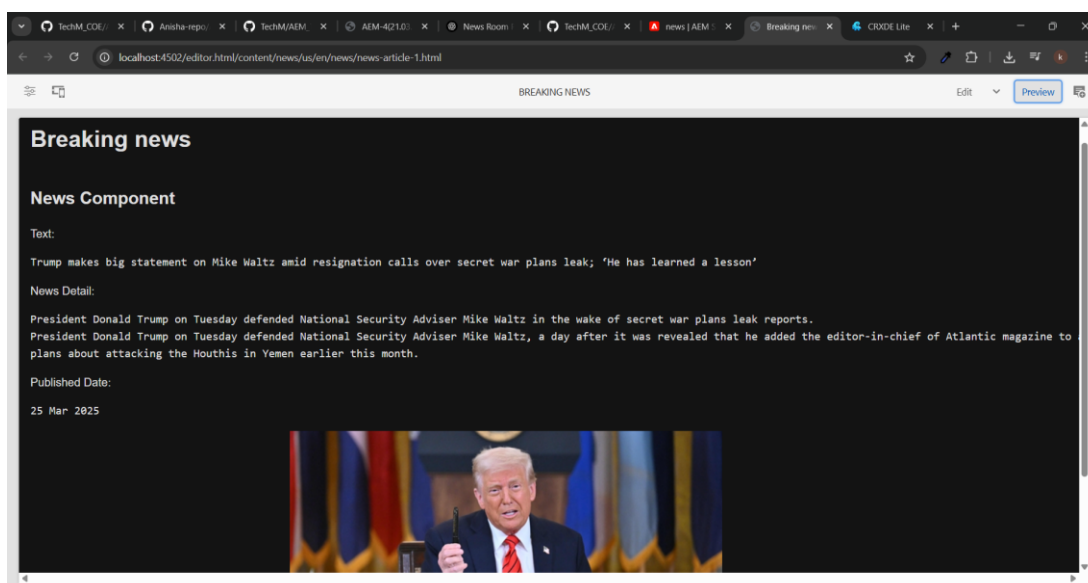 TechM_COE/
Anisha-repo/
TechM/AEM_
AEM-4(21.03
News Room
TechM_COE/
news | AEM S
Breaking new
CRXDE Lite
localhost:4502/editor.html/content/news/us/en/news/news-article-1.html
k
BREAKING NEWS
Edit
Preview
Breaking news
News Component
Text:
Trump makes big statement on Mike Waltz amid resignation calls over secret war plans leak; ‘He has learned a lesson’
News Detail:
President Donald Trump on Tuesday defended National Security Adviser Mike Waltz in the wake of secret war plans leak reports.
President Donald Trump on Tuesday defended National Security Adviser Mike Waltz, a day after it was revealed that he added the editor-in-chief of Atlantic magazine to
plans about attacking the Houthis in Yemen earlier this month.
Published Date:
25 Mar 2025